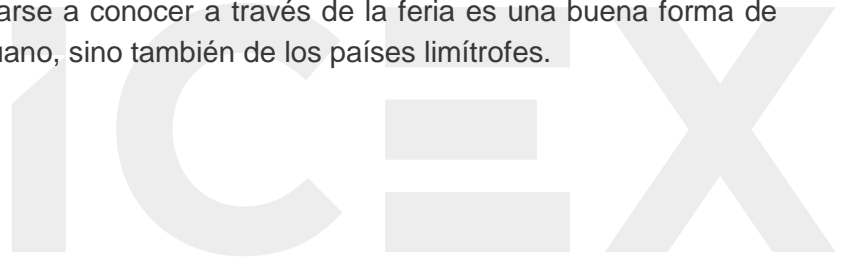 arse a conocer a través de la feria es una buena forma de
uano, sino también de los países limítrofes.
ICEX